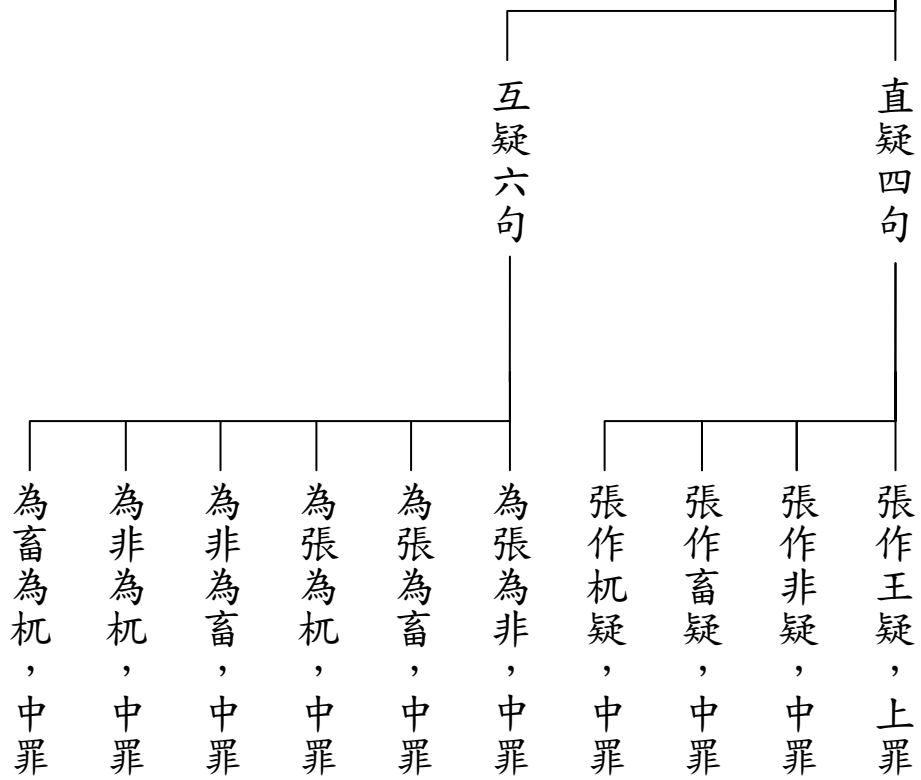 直疑四句
張作王疑，上罪
張作非疑，中罪
張作畜疑，中罪
張作杌疑，中罪
互疑六句
為張為非，中罪
為張為畜，中罪
為張為杌，中罪
為非為畜，中罪
為非為杌，中罪
為畜為杌，中罪